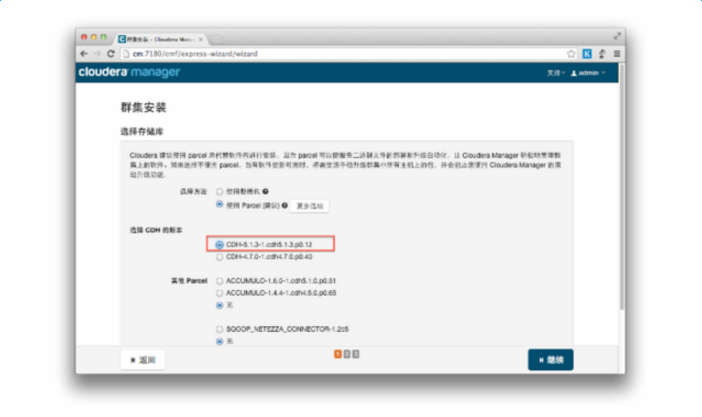 群集安装 - Cloudera Man
cm:7180/cmf/express-wizard/wizard
cloudera manager
支持 admin
群集安装
选择存储库
Cloudera 建议使用 parcel 来代替软件包进行安装，因为 parcel 可以使服务二进制文件的部署和升级自动化，让 Cloudera Manager 轻松地管理群
集上的软件。如果选择不使用 parcel，当有软件更新可用时，将需要您手动升级群集中所有主机上的包，并会阻止您使用 Cloudera Manager 的滚
动升级功能。
选择方法 使用数据包
使用 Parcel (建议) 更多选项
选择 CDH 的版本
CDH-5.1.3-1.cdh5.1.3.p0.12
CDH-4.7.0-1.cdh4.7.0.p0.40
其他 Parcel ACCUMULO-1.6.0-1.cdh5.1.0.p0.51
ACCUMULO-1.4.4-1.cdh4.5.0.p0.65
无
SQOOP_NETEZZA_CONNECTOR-1.2c5
无
返回 1 2 3 继续